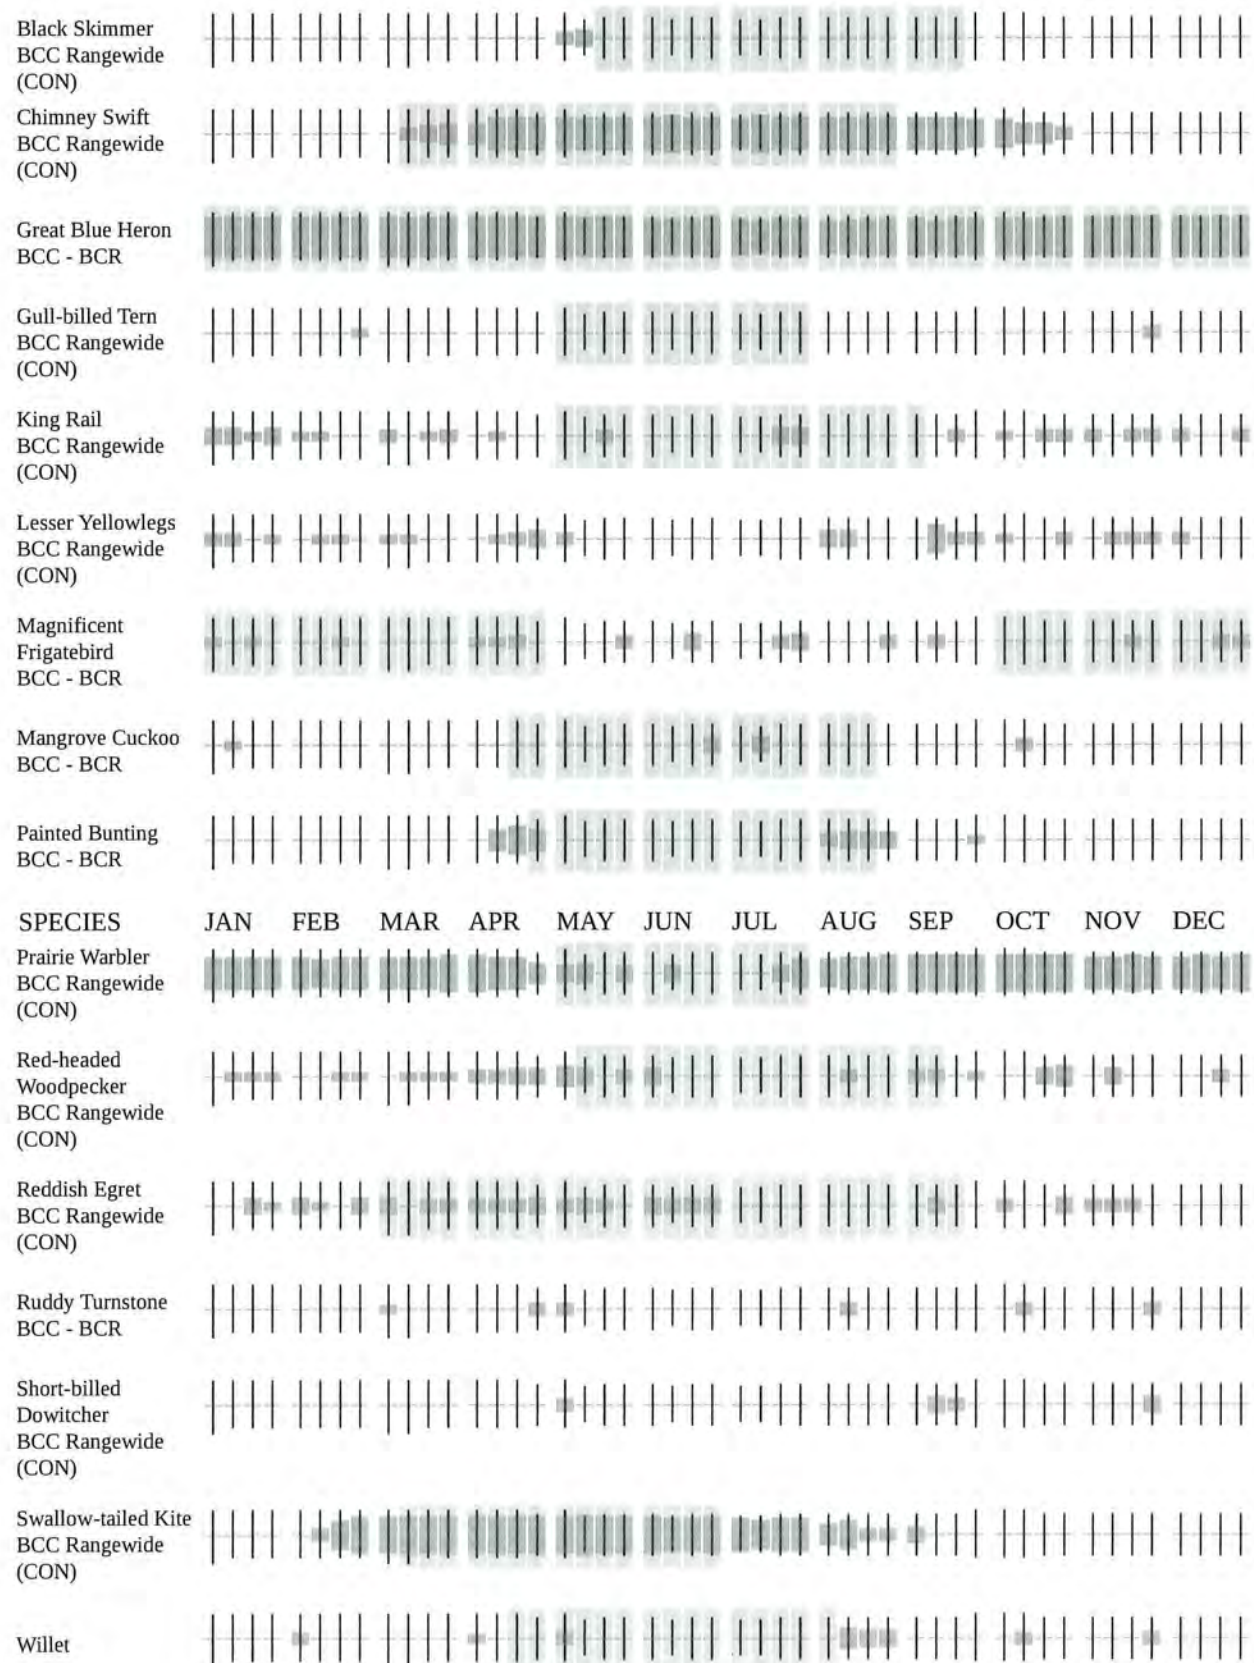 Black Skimmer
BCC Rangewide
(CON)
Chimney Swift
BCC Rangewide
(CON)
Great Blue Heron
BCC - BCR
Gull-billed Tern
BCC Rangewide
(CON)
King Rail
BCC Rangewide
(CON)
Lesser Yellowlegs
BCC Rangewide
(CON)
Magnificent
Frigatebird
BCC - BCR
Mangrove Cuckoo
BCC - BCR
Painted Bunting
BCC - BCR
SPECIES JAN FEB MAR APR MAY JUN JUL AUG SEP OCT NOV DEC
Prairie Warbler
BCC Rangewide
(CON)
Red-headed
Woodpecker
BCC Rangewide
(CON)
Reddish Egret
BCC Rangewide
(CON)
Ruddy Turnstone
BCC - BCR
Short-billed
Dowitcher
BCC Rangewide
(CON)
Swallow-tailed Kite
BCC Rangewide
(CON)
Willet